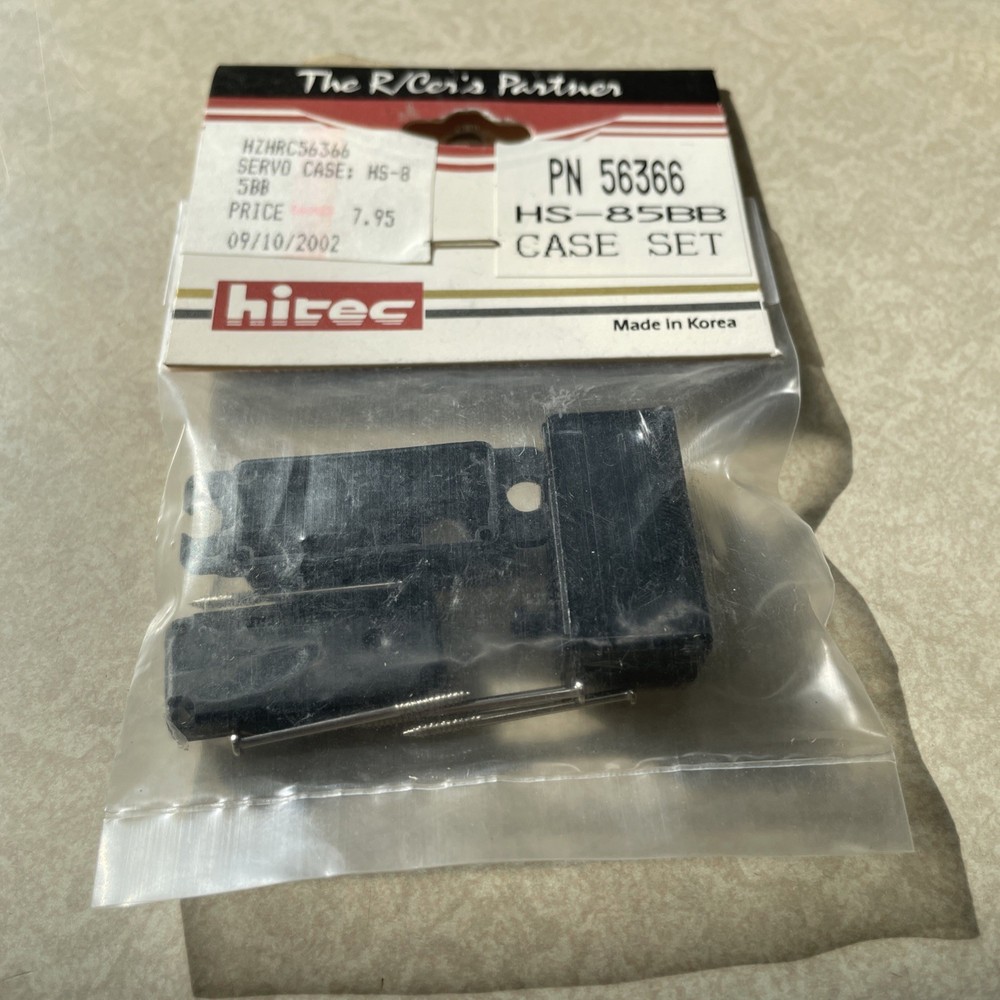 The R/Cer's Partner
HZHRC56366
SERVO CASE: HS-8
5BB
PRICE 7.95
09/10/2002
PN 56366
HS-85BB
CASE SET
hitec
Made in Korea